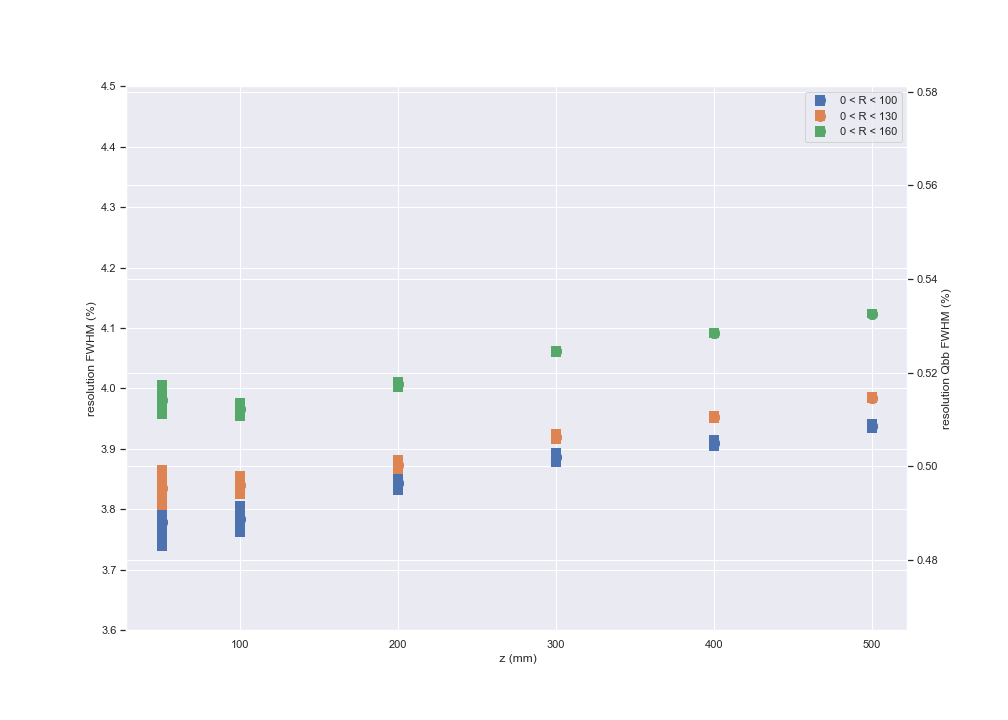 0 < R < 100
0 < R < 130
0 < R < 160
4.5
4.4
4.3
4.2
4.1
4.0
3.9
3.8
3.7
3.6
resolution FWHM (%)
0.58
0.56
0.54
0.52
0.50
0.48
resolution Qbb FWHM (%)
100 200 300 400 500
z (mm)